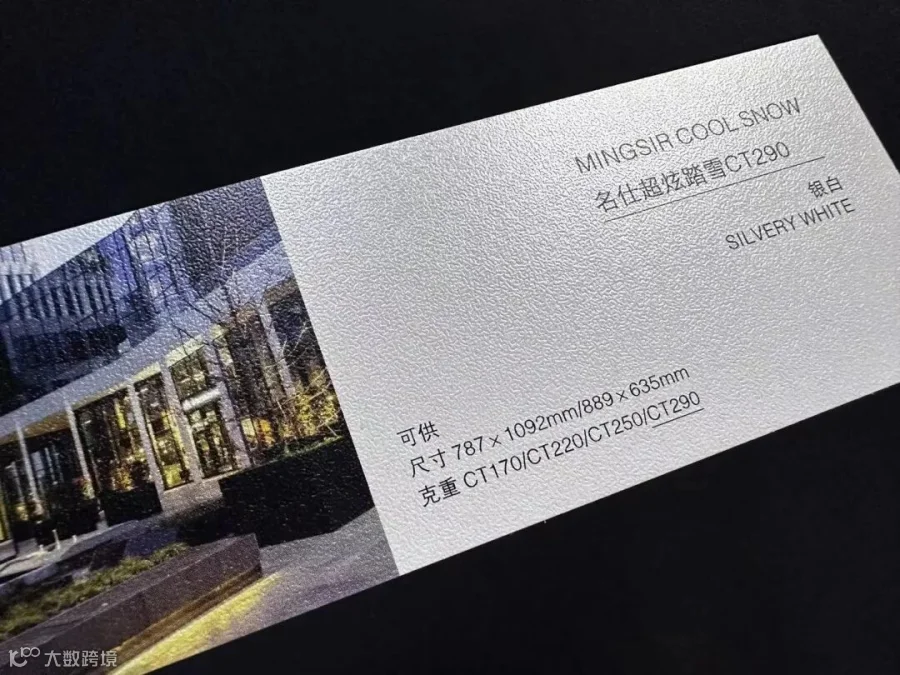 MINGSIR COOL SNOW
名仕超炫踏雪CT290
银白
SILVERY WHITE
可供
尺寸 787×1092mm/889×635mm
克重 CT170/CT220/CT250/CT290
大数跨境